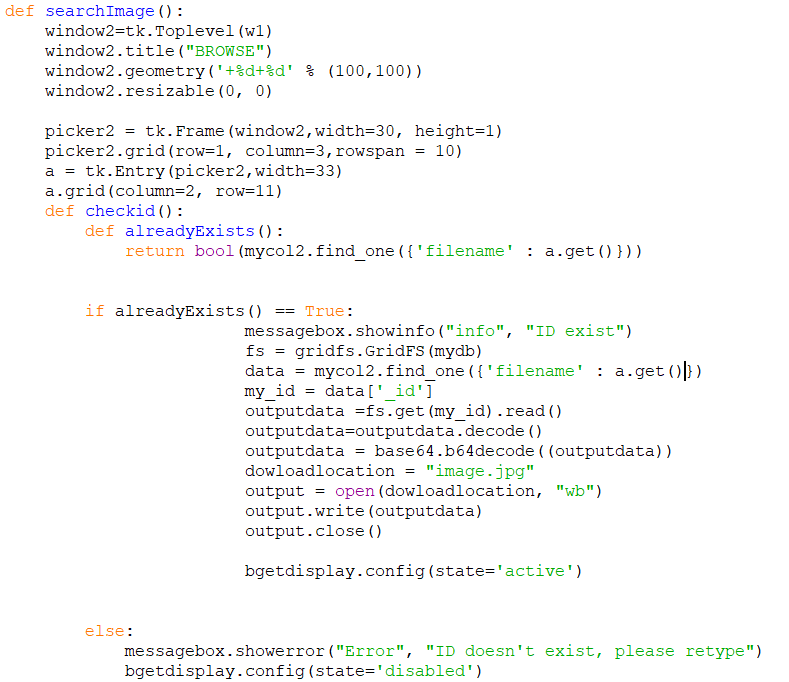 def searchImage():
    window2=tk.Toplevel(w1)
    window2.title("BROWSE")
    window2.geometry('+%d+%d' % (100,100))
    window2.resizable(0, 0)

    picker2 = tk.Frame(window2,width=30, height=1)
    picker2.grid(row=1, column=3,rowspan = 10)
    a = tk.Entry(picker2,width=33)
    a.grid(column=2, row=11)
    def checkid():
        def alreadyExists():
            return bool(mycol2.find_one({'filename' : a.get()}))


        if alreadyExists() == True:
                        messagebox.showinfo("info", "ID exist")
                        fs = gridfs.GridFS(mydb)
                        data = mycol2.find_one({'filename' : a.get()})
                        my_id = data['_id']
                        outputdata =fs.get(my_id).read()
                        outputdata=outputdata.decode()
                        outputdata = base64.b64decode((outputdata))
                        dowloadlocation = "image.jpg"
                        output = open(dowloadlocation, "wb")
                        output.write(outputdata)
                        output.close()

                        bgetdisplay.config(state='active')


        else:
            messagebox.showerror("Error", "ID doesn't exist, please retype")
            bgetdisplay.config(state='disabled')